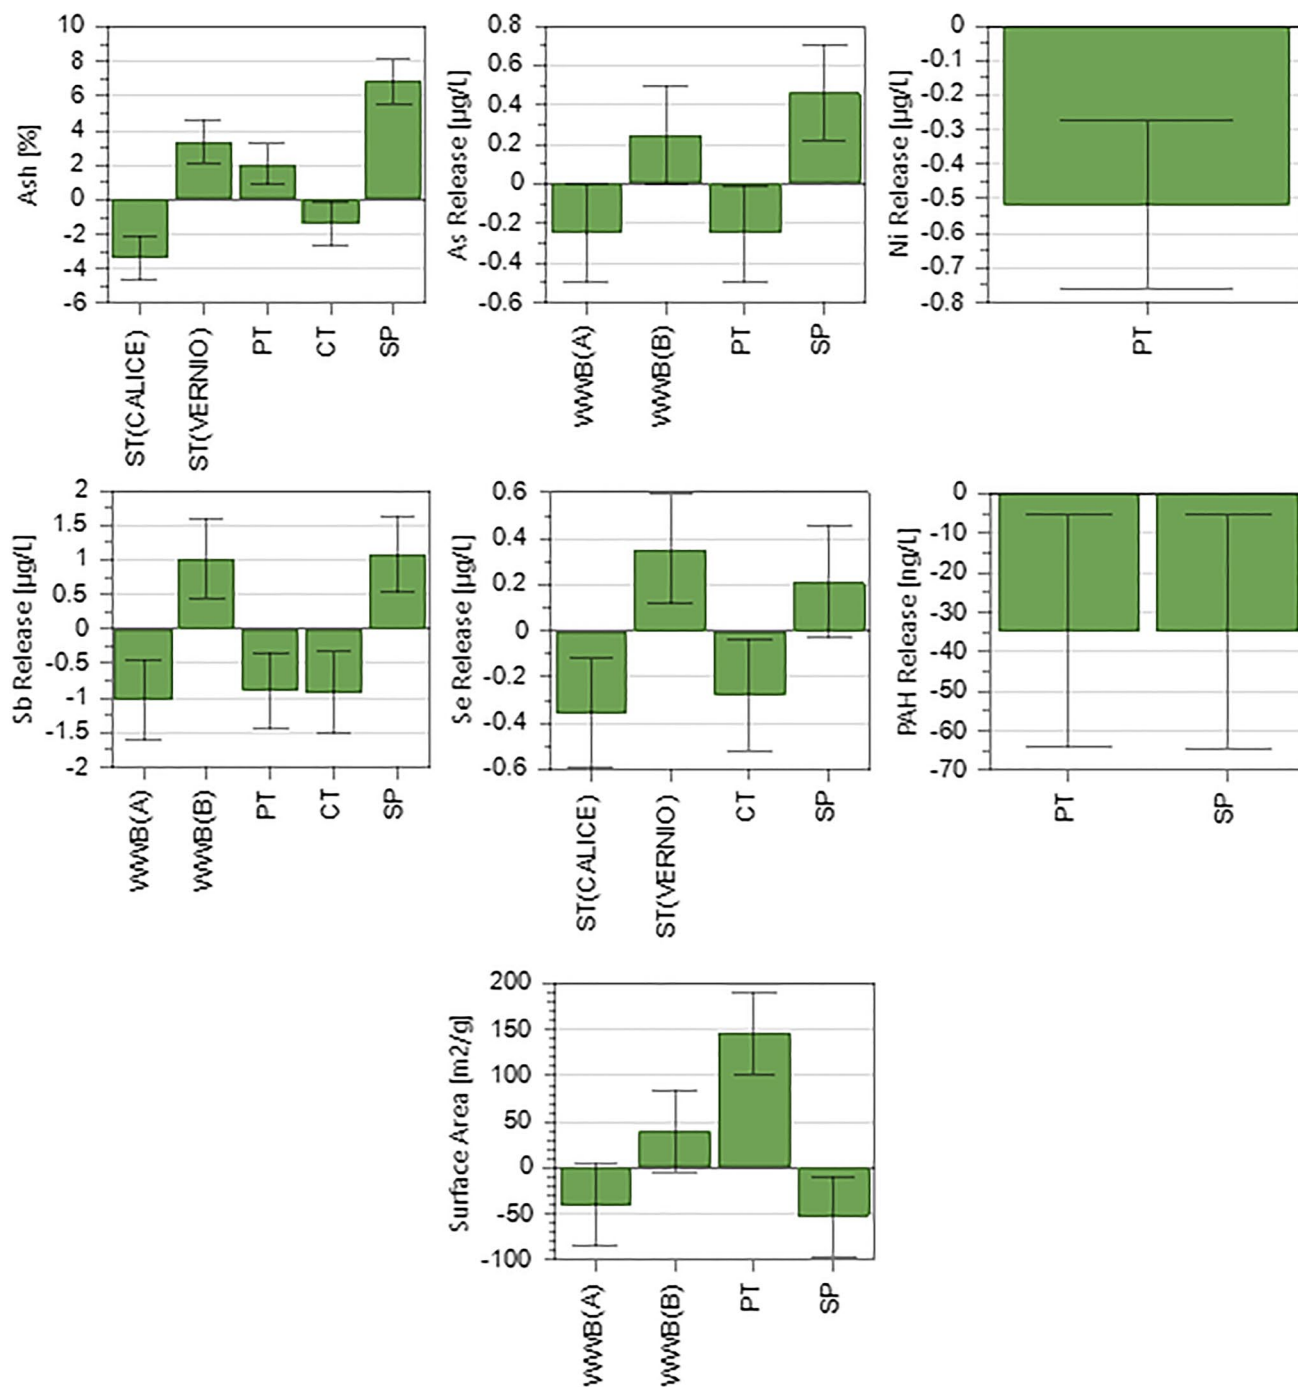 Ash [%]
10
8
6
4
2
0
-2
-4
-6
ST(CALICE)
ST(VERNIO)
PT
CT
SP
As Release [µg/L]
0.8
0.6
0.4
0.2
0
-0.2
-0.4
-0.6
WWB(A)
WWB(B)
PT
SP
Ni Release [µg/L]
0
-0.1
-0.2
-0.3
-0.4
-0.5
-0.6
-0.7
-0.8
PT
Sb Release [µg/L]
2
1.5
1
0.5
0
-0.5
-1
-1.5
-2
WWB(A)
WWB(B)
PT
CT
SP
Se Release [µg/L]
0.6
0.4
0.2
0
-0.2
-0.4
-0.6
ST(CALICE)
ST(VERNIO)
CT
SP
PAH Release [ng/L]
0
-10
-20
-30
-40
-50
-60
-70
PT
SP
Surface Area [m2/g]
200
150
100
50
0
-50
-100
WWB(A)
WWB(B)
PT
SP